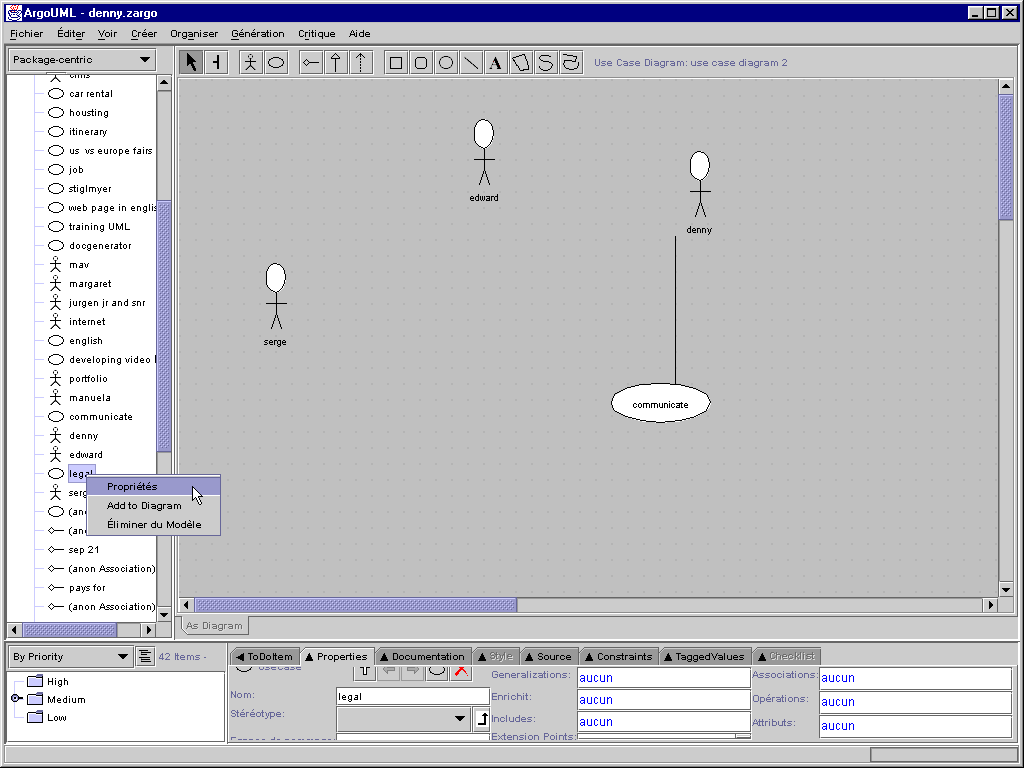 ArgoUML - denny.zargo
Fichier Éditer Voir Créer Organiser Génération Critique Aide
Package-centric
A
Use Case Diagram: use case diagram 2
car rental
housting
itinerary
us vs europe fairs
job
stiglmyer
web page in englis
training UML
docgenerator
mav
margaret
jurgen jr and snr
internet
english
developing video
portfolio
manuela
communicate
denny
edward
legal
serg
(an
(an
sep 21
(anon Association)
pays for
(anon Association)
Propriétés
Add to Diagram
Éliminer du Modèle
edward
denny
serge
communicate
As Diagram
By Priority
42 Items -
High
Medium
Low
ToDoItem Properties Documentation Style Source Constraints TaggedValues Checklist
Nom:
legal
Stéréotype:
Generalizations:
aucun
Enrichit:
aucun
Includes:
aucun
Extension Points:
Associations:
aucun
Opérations:
aucun
Attributs:
aucun